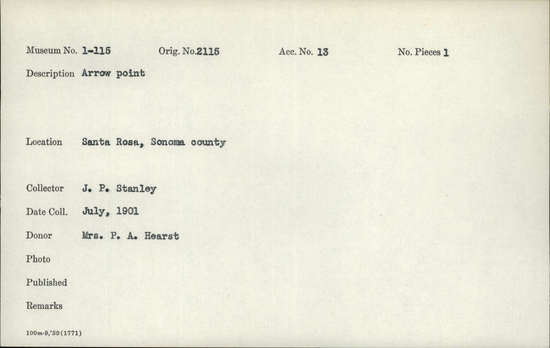 Museum No. 1-115 Orig. No. 2115 Acc. No. 13 No. Pieces 1
Description Arrow point
Location Santa Rosa, Sonoma county
Collector J. P. Stanley
Date Coll. July, 1901
Donor Mrs. P. A. Hearst
Photo
Published
Remarks
100m-9,'50(1771)